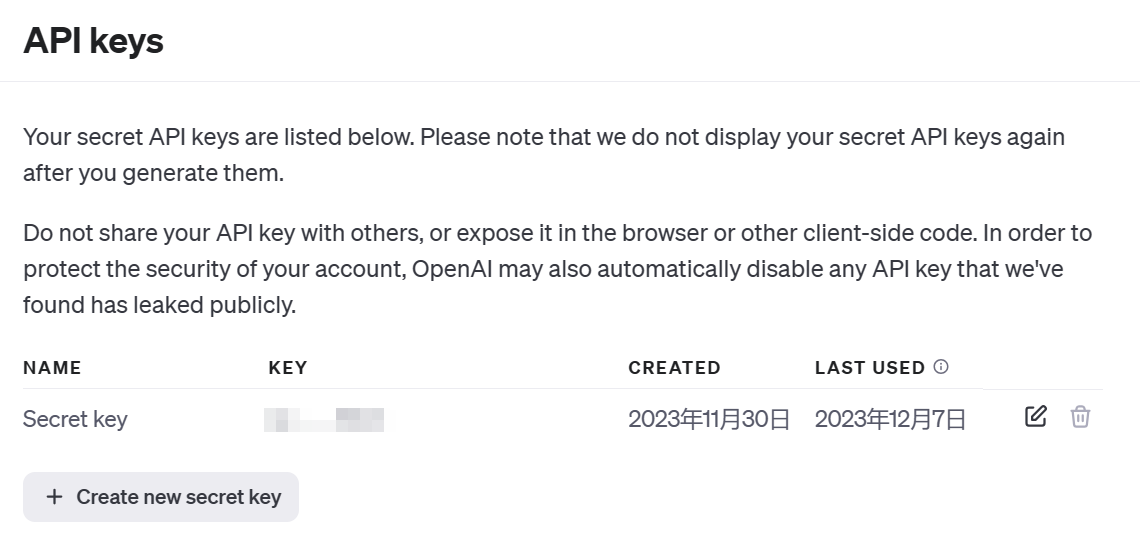 API keys
Your secret API keys are listed below. Please note that we do not display your secret API keys again
after you generate them.
Do not share your API key with others, or expose it in the browser or other client-side code. In order to
protect the security of your account, OpenAI may also automatically disable any API key that we've
found has leaked publicly.
NAME KEY CREATED LAST USED
Secret key 2023年11月30日 2023年12月7日
+ Create new secret key